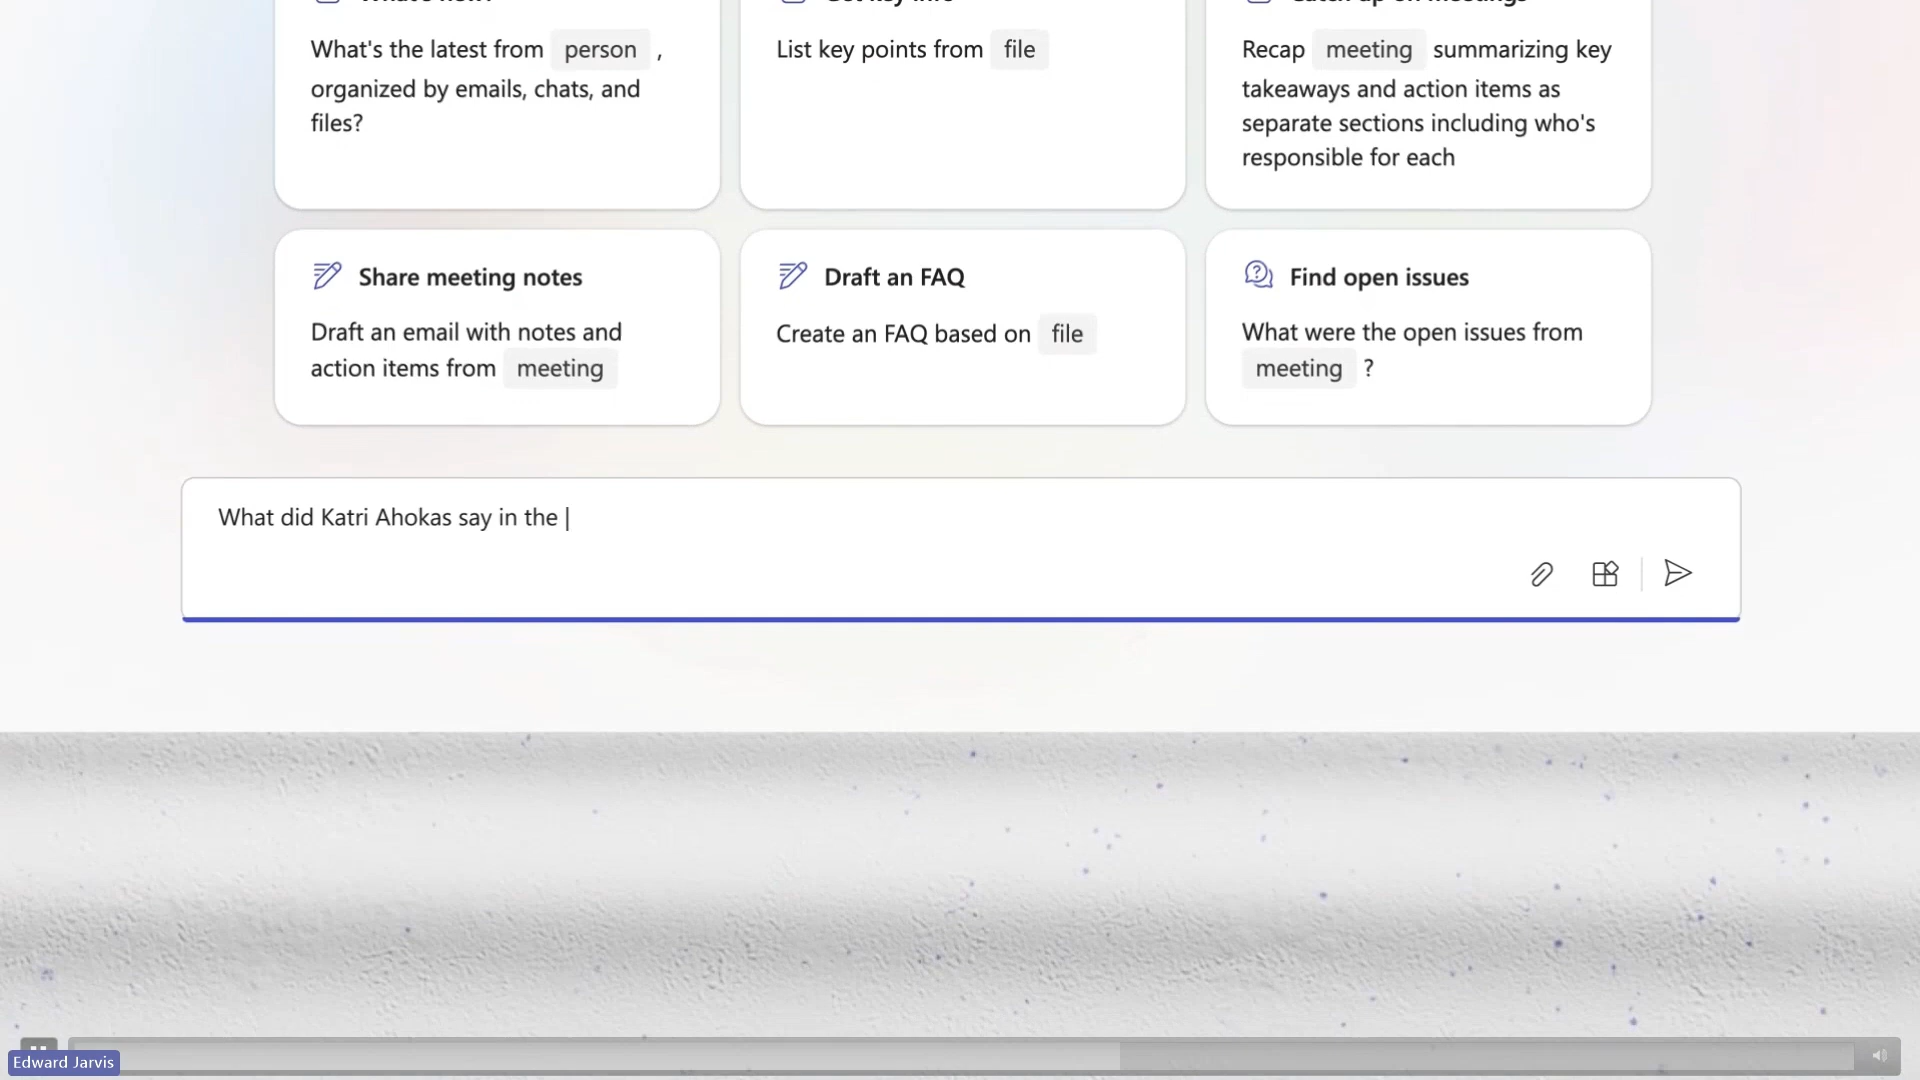 What's the latest from person ,
organized by emails, chats, and
files?
List key points from file
Recap meeting summarizing key
takeaways and action items as
separate sections including who's
responsible for each
Share meeting notes
Draft an email with notes and
action items from meeting
Draft an FAQ
Create an FAQ based on file
Find open issues
What were the open issues from
meeting ?
What did Katri Ahokas say in the
Edward Jarvis